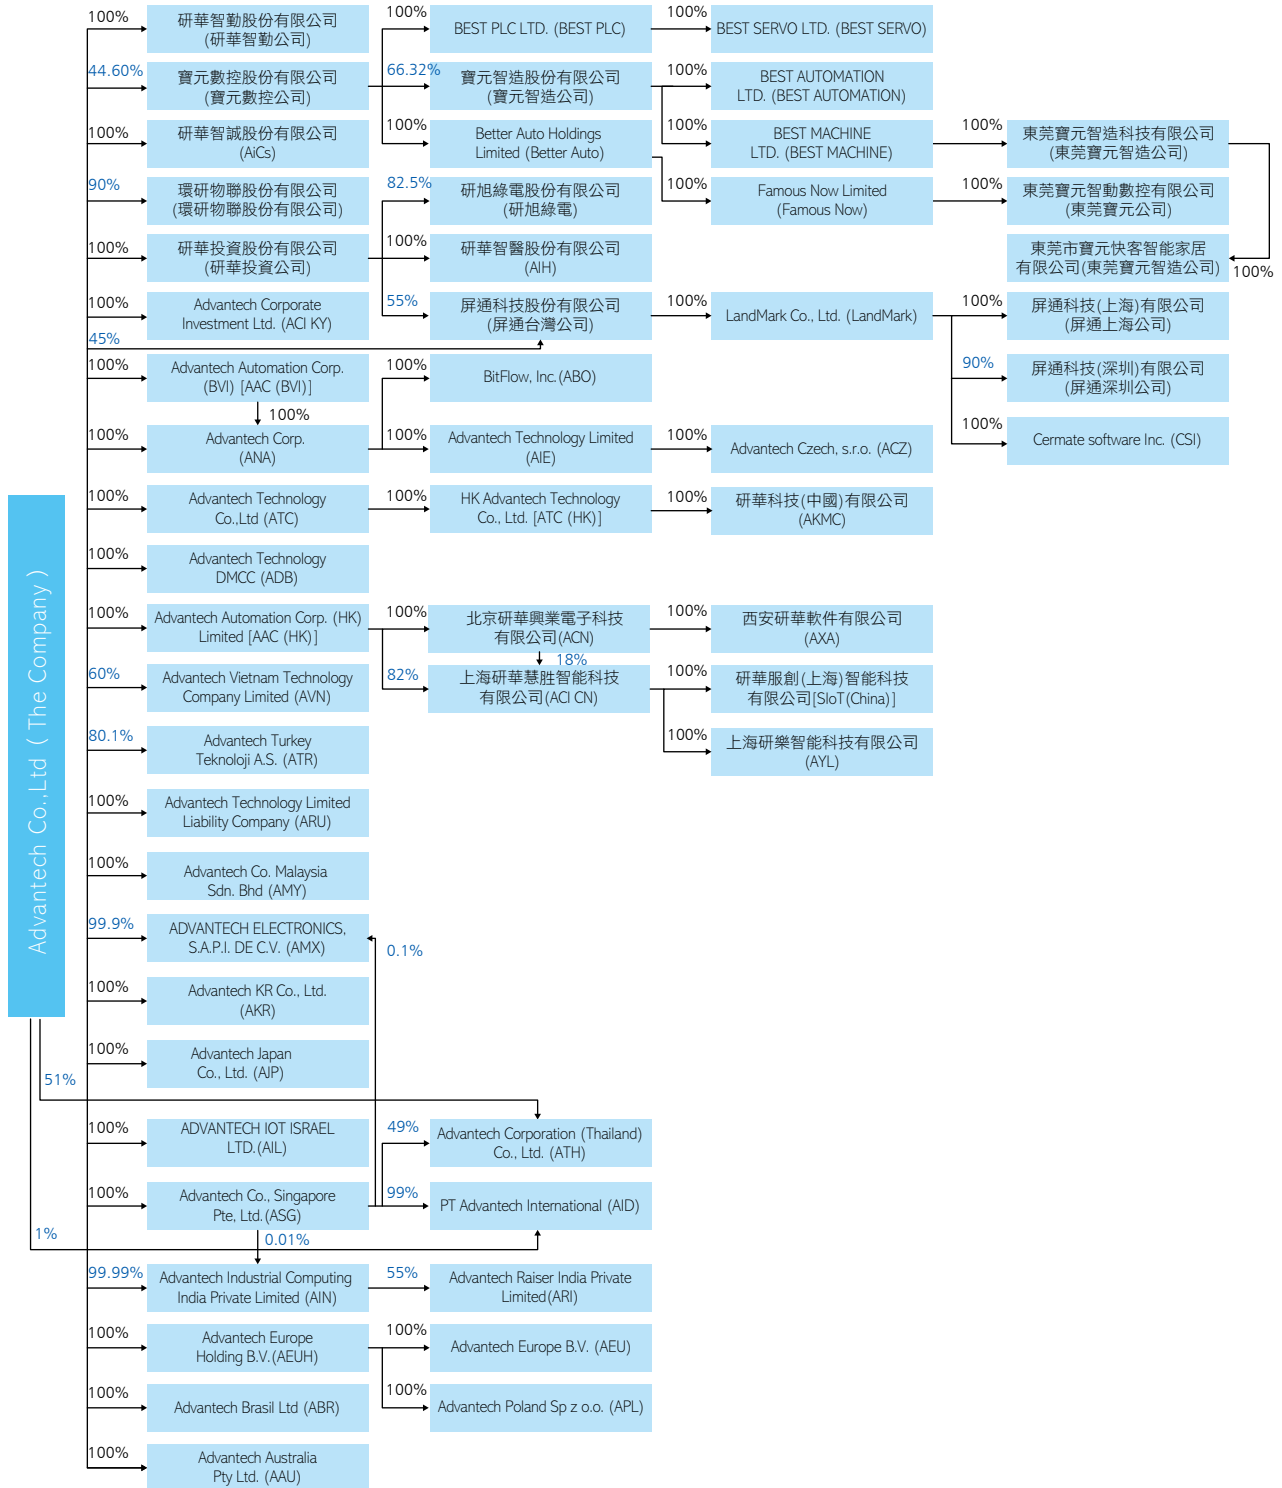 Advantech Co.,Ltd ( The Company )
100%
研華智勤股份有限公司
(研華智勤公司)
100%
BEST PLC LTD. (BEST PLC)
100%
BEST SERVO LTD. (BEST SERVO)
44.60%
寶元數控股份有限公司
(寶元數控公司)
66.32%
寶元智造股份有限公司
(寶元智造公司)
100%
BEST AUTOMATION
LTD. (BEST AUTOMATION)
100%
研華智誠股份有限公司
(AiCs)
100%
Better Auto Holdings
Limited (Better Auto)
100%
BEST MACHINE
LTD. (BEST MACHINE)
100%
東莞寶元智造科技有限公司
(東莞寶元智造公司)
90%
環研物聯股份有限公司
(環研物聯股份有限公司)
82.5%
研旭綠電股份有限公司
(研旭綠電)
100%
Famous Now Limited
(Famous Now)
100%
東莞寶元智動數控有限公司
(東莞寶元公司)
100%
研華投資股份有限公司
(研華投資公司)
100%
研華智醫股份有限公司
(AIH)
東莞市寶元快客智能家居
有限公司(東莞寶元智造公司)
100%
100%
Advantech Corporate
Investment Ltd. (ACI KY)
55%
屏通科技股份有限公司
(屏通台灣公司)
100%
LandMark Co., Ltd. (LandMark)
100%
屏通科技(上海)有限公司
(屏通上海公司)
45%
100%
Advantech Automation Corp.
(BVI) [AAC (BVI)]
100%
BitFlow, Inc.(ABO)
90%
屏通科技(深圳)有限公司
(屏通深圳公司)
100%
100%
Advantech Corp.
(ANA)
100%
Advantech Technology Limited
(AIE)
100%
Advantech Czech, s.r.o. (ACZ)
100%
Cermate software Inc. (CSI)
100%
Advantech Technology
Co.,Ltd (ATC)
100%
HK Advantech Technology
Co., Ltd. [ATC (HK)]
100%
研華科技(中國)有限公司
(AKMC)
100%
Advantech Technology
DMCC (ADB)
100%
Advantech Automation Corp. (HK)
Limited [AAC (HK)]
100%
北京研華興業電子科技
有限公司(ACN)
100%
西安研華軟件有限公司
(AXA)
18%
60%
Advantech Vietnam Technology
Company Limited (AVN)
82%
上海研華慧胜智能科技
有限公司(ACI CN)
100%
研華服創(上海)智能科技
有限公司[SIoT(China)]
80.1%
Advantech Turkey
Teknoloji A.S. (ATR)
100%
上海研樂智能科技有限公司
(AYL)
100%
Advantech Technology Limited
Liability Company (ARU)
100%
Advantech Co. Malaysia
Sdn. Bhd (AMY)
99.9%
ADVANTECH ELECTRONICS,
S.A.P.I. DE C.V. (AMX)
0.1%
100%
Advantech KR Co., Ltd.
(AKR)
100%
Advantech Japan
Co., Ltd. (AJP)
51%
100%
ADVANTECH IOT ISRAEL
LTD.(AIL)
49%
Advantech Corporation (Thailand)
Co., Ltd. (ATH)
100%
Advantech Co., Singapore
Pte, Ltd.(ASG)
99%
PT Advantech International (AID)
1%
0.01%
99.99%
Advantech Industrial Computing
India Private Limited (AIN)
55%
Advantech Raiser India Private
Limited(ARI)
100%
Advantech Europe
Holding B.V.(AEUH)
100%
Advantech Europe B.V. (AEU)
100%
Advantech Brasil Ltd (ABR)
100%
Advantech Poland Sp z o.o. (APL)
100%
Advantech Australia
Pty Ltd. (AAU)